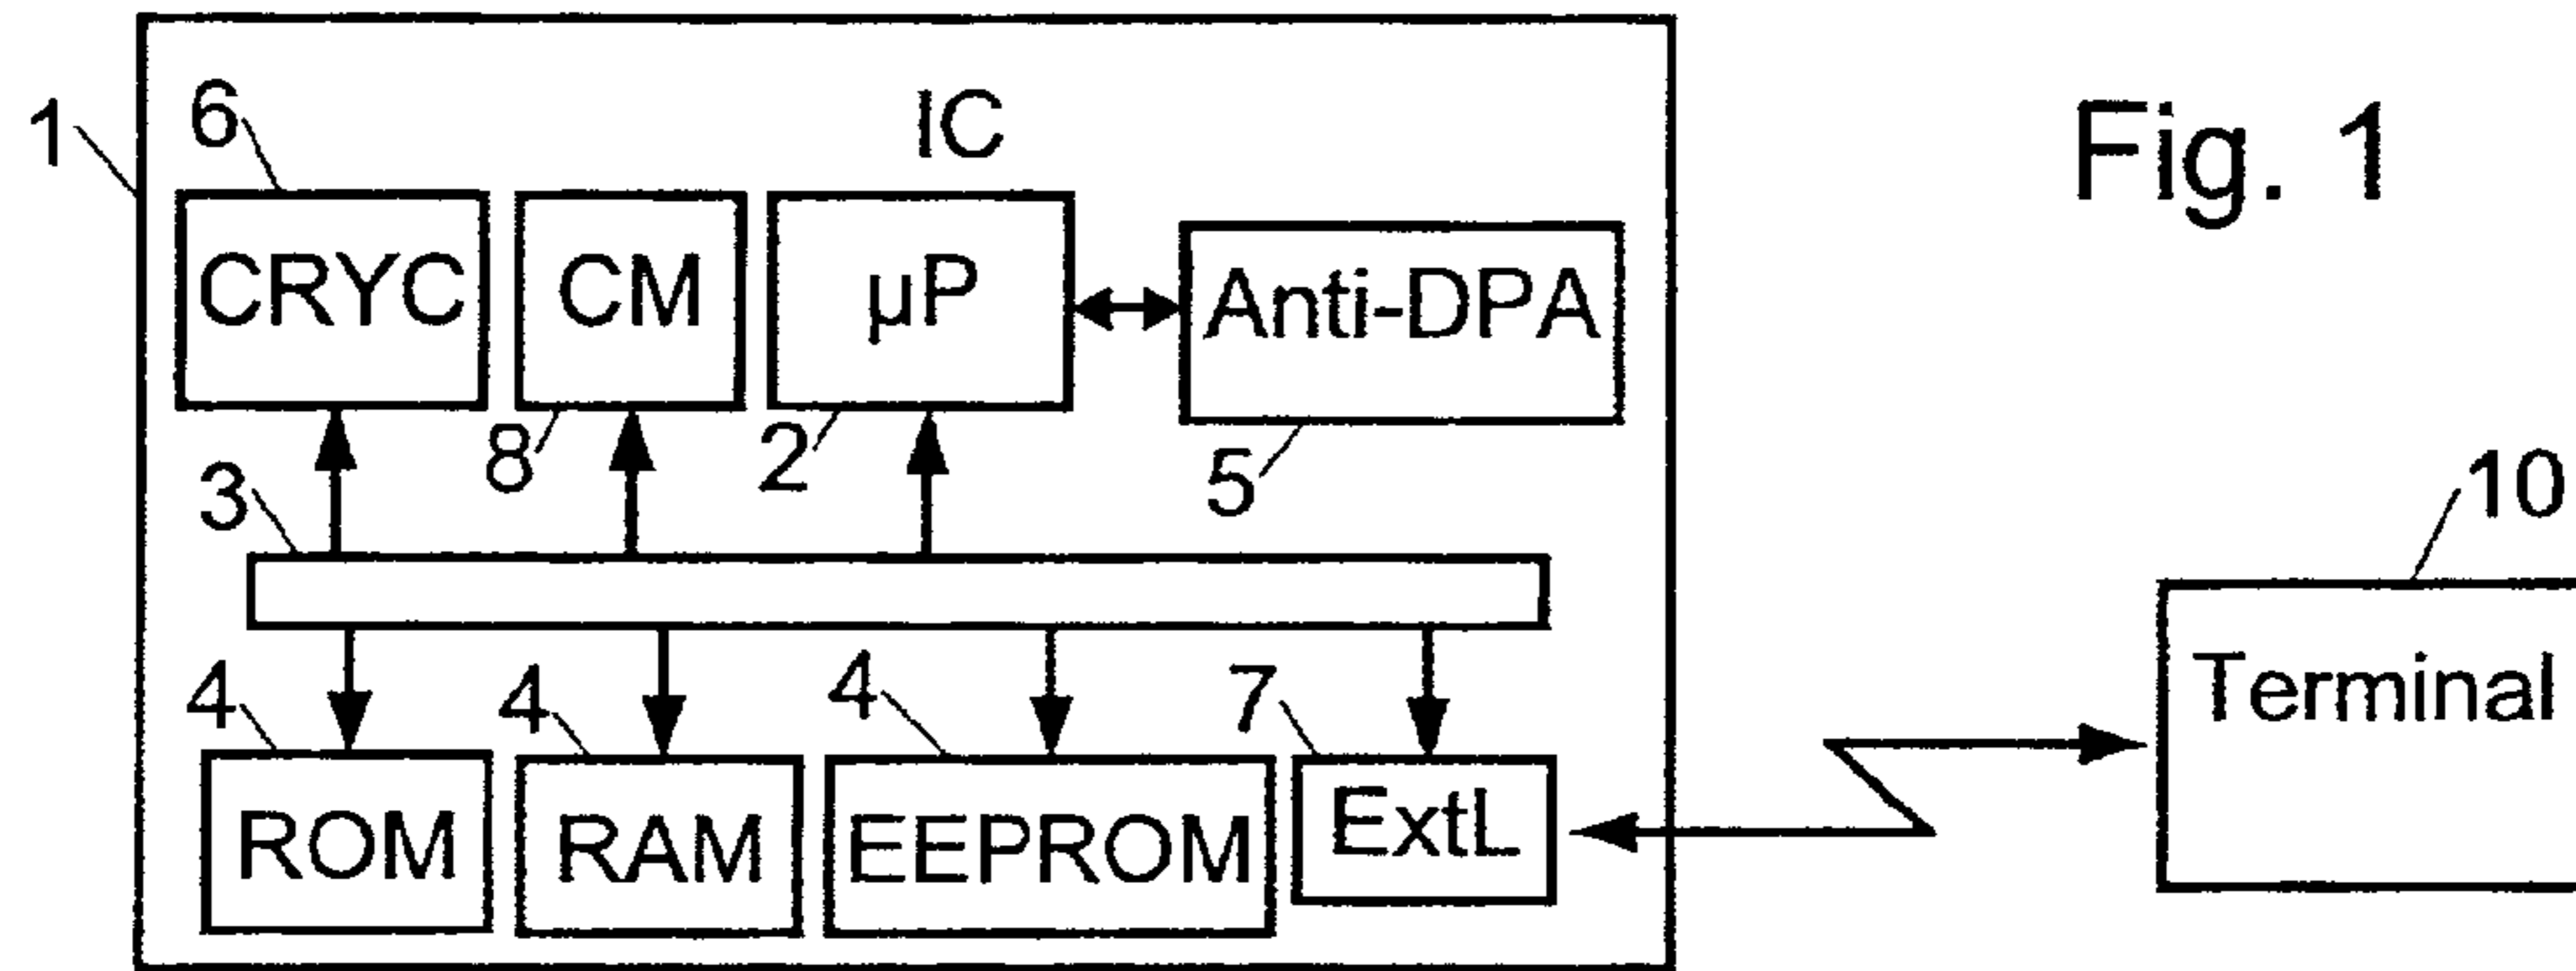 Fig. 1
1
6
IC
CRYC
CM
µP
Anti-DPA
8
2
5
3
10
4
4
4
7
Terminal
ROM
RAM
EEPROM
ExtL